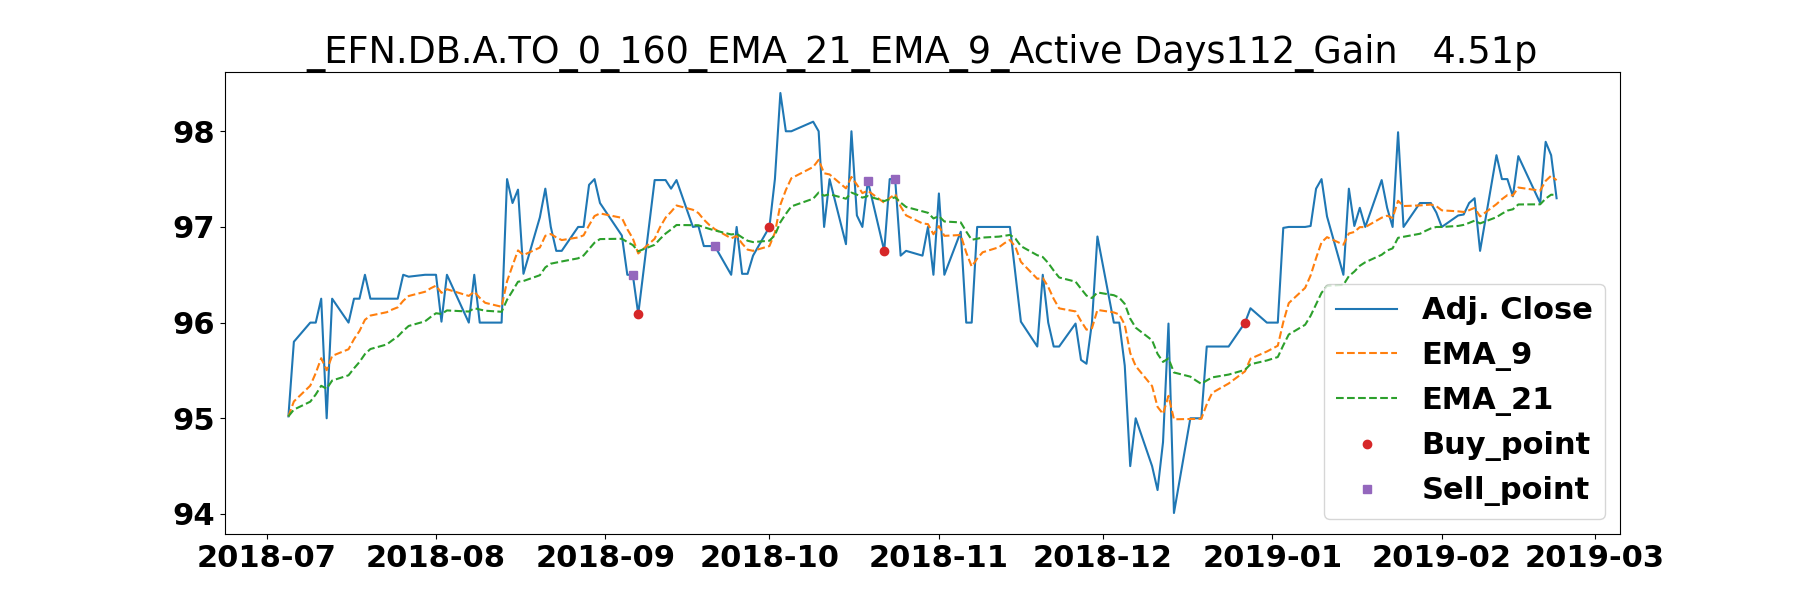 _EFN.DB.A.TO_0_160_EMA_21_EMA_9_Active Days112_Gain   4.51p
98
97
96
95
94
Adj. Close
EMA_9
EMA_21
Buy_point
Sell_point
2018-07 2018-08 2018-09 2018-10 2018-11 2018-12 2019-01 2019-02 2019-03